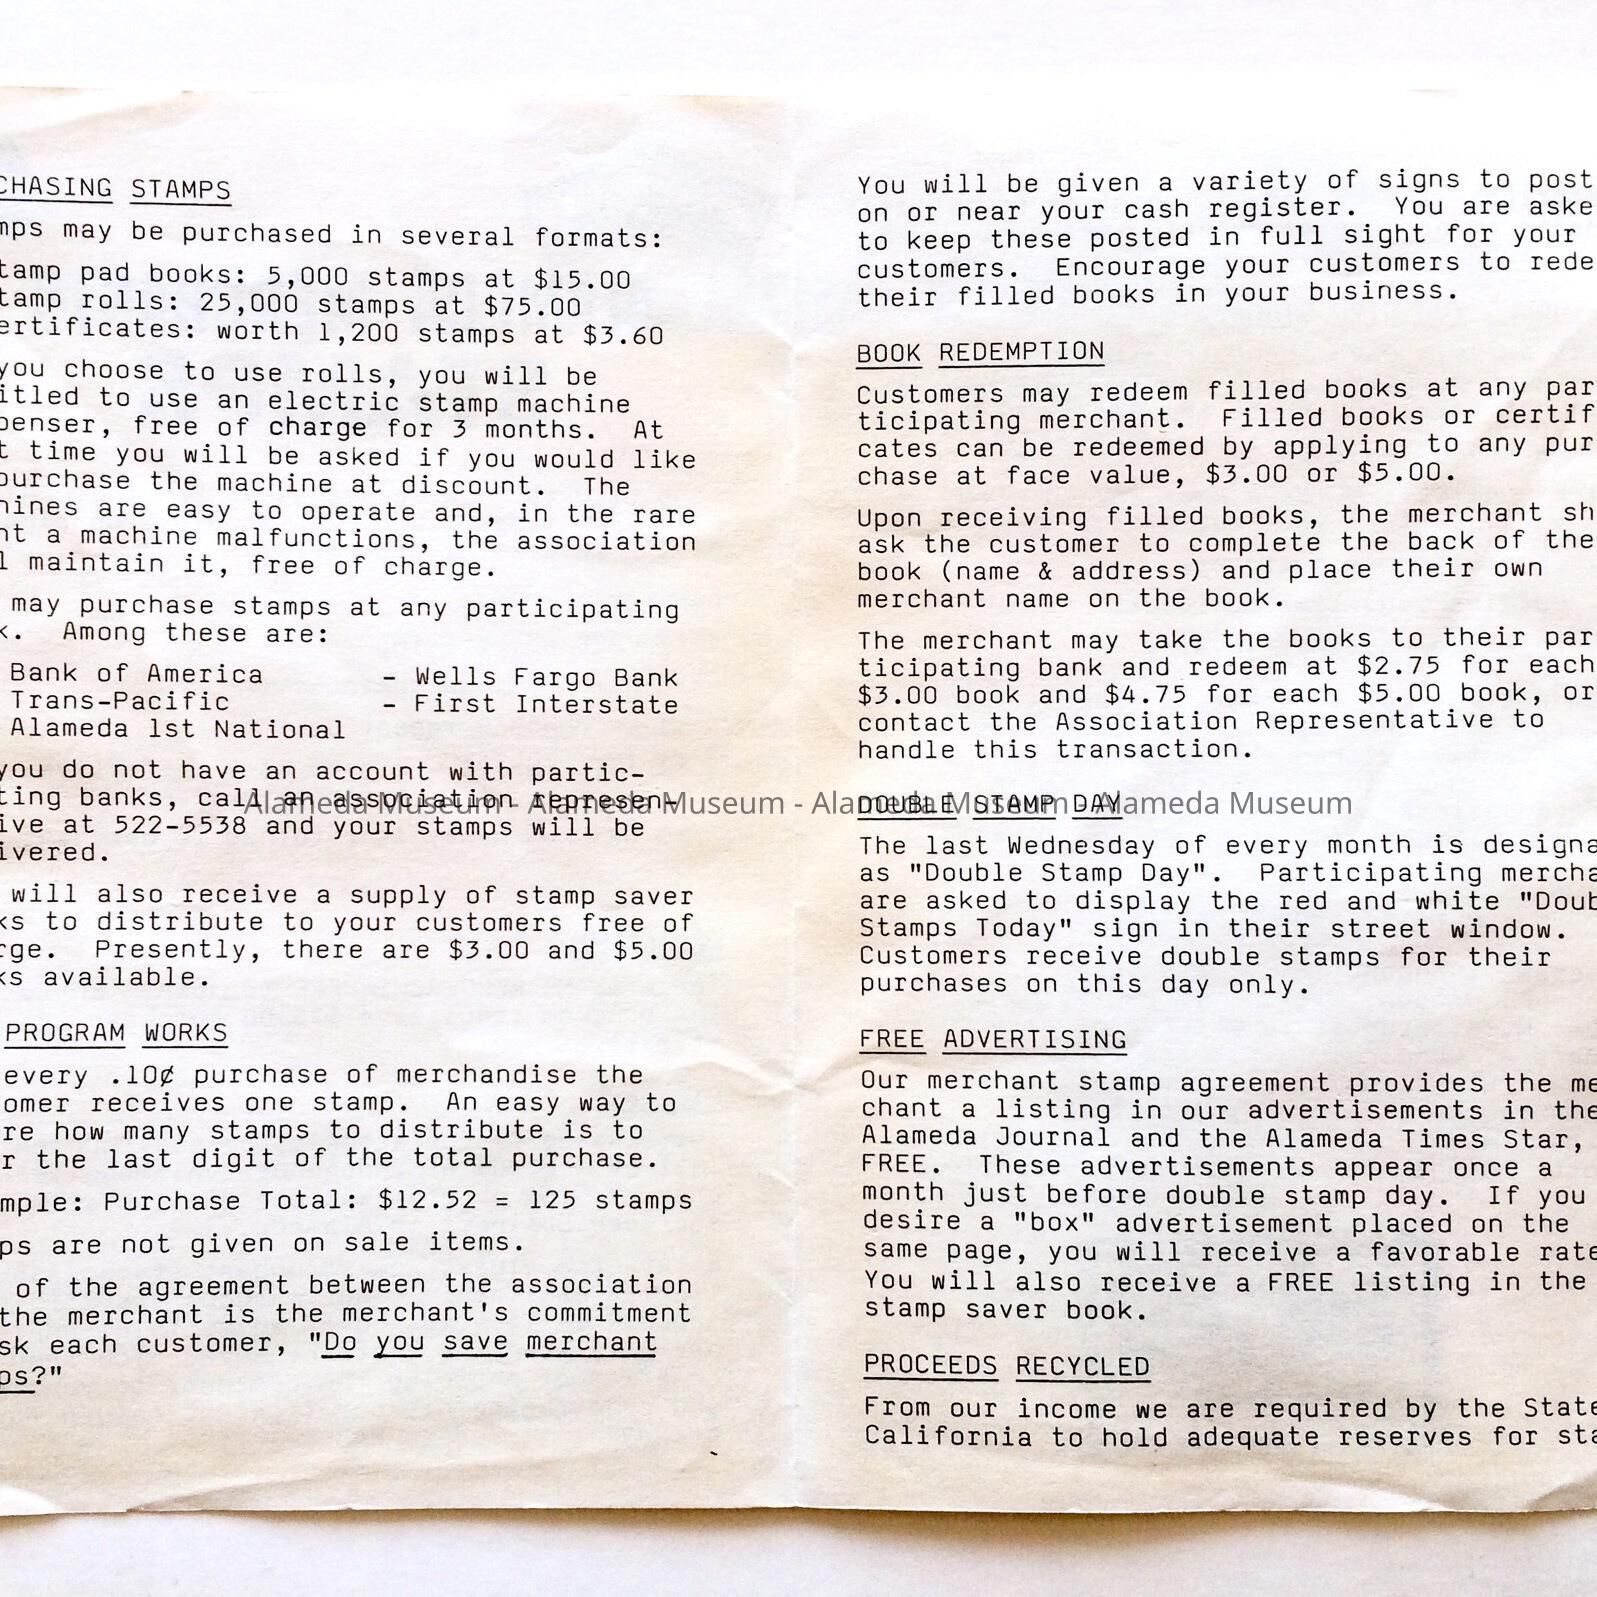 CHASING STAMPS
mps may be purchased in several formats:
tamp pad books: 5,000 stamps at $15.00
tamp rolls: 25,000 stamps at $75.00
ertificates: worth 1,200 stamps at $3.60
you choose to use rolls, you will be
itled to use an electric stamp machine
penser, free of charge for 3 months. At
t time you will be asked if you would like
purchase the machine at discount. The
hines are easy to operate and, in the rare
nt a machine malfunctions, the association
l maintain it, free of charge.
may purchase stamps at any participating
k. Among these are:
Bank of America - Wells Fargo Bank
Trans-Pacific - First Interstate
Alameda 1st National
you do not have an account with partic-
ting banks, call an association represen-
ive at 522-5538 and your stamps will be
ivered.
will also receive a supply of stamp saver
ks to distribute to your customers free of
rge. Presently, there are $3.00 and $5.00
ks available.
PROGRAM WORKS
every .10¢ purchase of merchandise the
omer receives one stamp. An easy way to
re how many stamps to distribute is to
r the last digit of the total purchase.
mple: Purchase Total: $12.52 = 125 stamps
ps are not given on sale items.
of the agreement between the association
the merchant is the merchant's commitment
sk each customer, "Do you save merchant
ps?"
You will be given a variety of signs to post
on or near your cash register. You are aske
to keep these posted in full sight for your
customers. Encourage your customers to rede
their filled books in your business.
BOOK REDEMPTION
Customers may redeem filled books at any par
ticipating merchant. Filled books or certif
cates can be redeemed by applying to any pur
chase at face value, $3.00 or $5.00.
Upon receiving filled books, the merchant sh
ask the customer to complete the back of the
book (name & address) and place their own
merchant name on the book.
The merchant may take the books to their par
ticipating bank and redeem at $2.75 for each
$3.00 book and $4.75 for each $5.00 book, or
contact the Association Representative to
handle this transaction.
DOUBLE STAMP DAY
The last Wednesday of every month is designa
as "Double Stamp Day". Participating mercha
are asked to display the red and white "Doub
Stamps Today" sign in their street window.
Customers receive double stamps for their
purchases on this day only.
FREE ADVERTISING
Our merchant stamp agreement provides the me
chant a listing in our advertisements in the
Alameda Journal and the Alameda Times Star,
FREE. These advertisements appear once a
month just before double stamp day. If you
desire a "box" advertisement placed on the
same page, you will receive a favorable rate
You will also receive a FREE listing in the
stamp saver book.
PROCEEDS RECYCLED
From our income we are required by the State
California to hold adequate reserves for sta
Alameda Museum - Alameda Museum - Alameda Museum - Alameda Museum